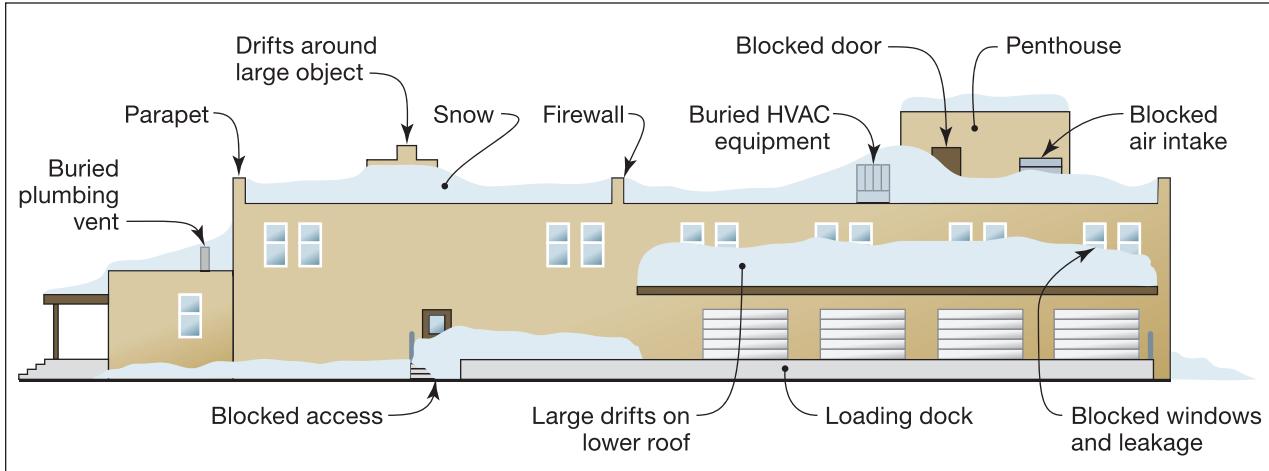 Drifts around
large object
Blocked door
Penthouse
Parapet
Snow
Firewall
Buried HVAC
equipment
Blocked
air intake
Buried
plumbing
vent
Blocked access
Large drifts on
lower roof
Loading dock
Blocked windows
and leakage